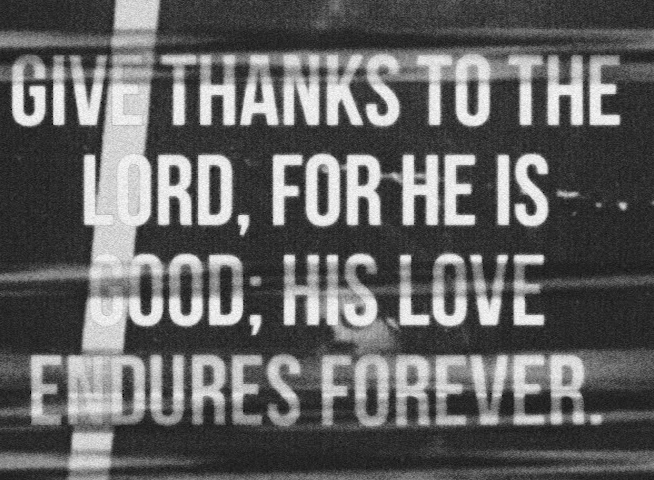 GIVE THANKS TO THE
LORD, FOR HE IS
GOOD; HIS LOVE
ENDURES FOREVER.